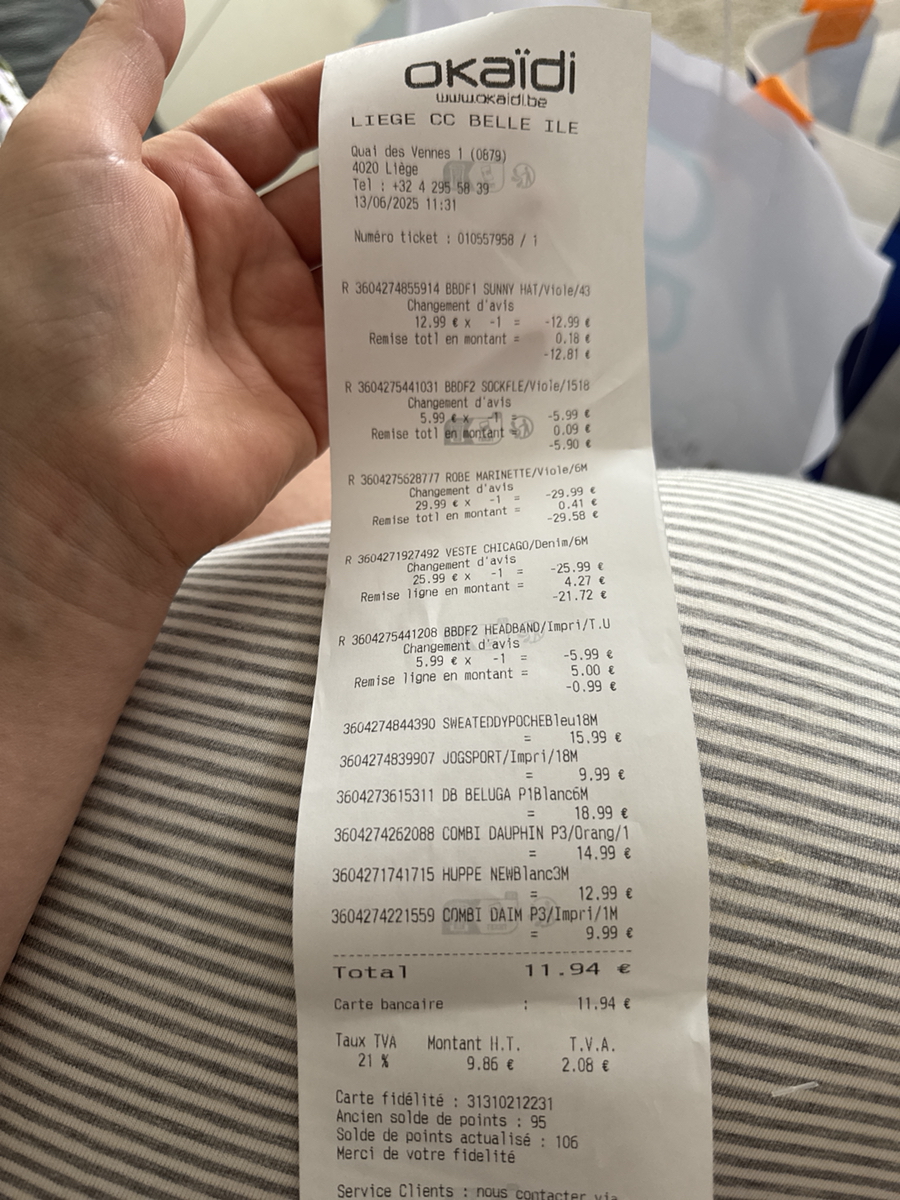 oKaïdi
www.okaidi.be
LIEGE CC BELLE ILE
Quai des Vennes 1 (0879)
4020 Liège
Tel : +32 4 295 58 39
13/06/2025 11:31
Numéro ticket : 010557958 / 1
R 3604274855914 BBDF1 SUNNY HAT/Viole/43
Changement d'avis
12.99 € x -1 = -12.99 €
Remise totl en montant = 0.18 €
-12.81 €
R 3604275441031 BBDF2 SOCKFLE/Viole/1518
Changement d'avis
5.99 € x -1 = -5.99 €
Remise totl en montant = 0.09 €
-5.90 €
R 3604275628777 ROBE MARINETTE/Viole/6M
Changement d'avis
29.99 € x -1 = -29.99 €
Remise totl en montant = 0.41 €
-29.58 €
R 3604271927492 VESTE CHICAGO/Denim/6M
Changement d'avis
25.99 € x -1 = -25.99 €
Remise ligne en montant = 4.27 €
-21.72 €
R 3604275441208 BBDF2 HEADBAND/Impri/T.U
Changement d'avis
5.99 € x -1 = -5.99 €
Remise ligne en montant = 5.00 €
-0.99 €
3604274844390 SWEATEDDYPOCHEBleu18M
= 15.99 €
3604274839907 JOGSPORT/Impri/18M
= 9.99 €
3604273615311 DB BELUGA P1Blanc6M
= 18.99 €
3604274262088 COMBI DAUPHIN P3/Orang/1
= 14.99 €
3604271741715 HUPPE NEWBlanc3M
= 12.99 €
3604274221559 COMBI DAIM P3/Impri/1M
= 9.99 €
Total 11.94 €
Carte bancaire : 11.94 €
Taux TVA Montant H.T. T.V.A.
21 % 9.86 € 2.08 €
Carte fidélité : 31310212231
Ancien solde de points : 95
Solde de points actualisé : 106
Merci de votre fidelité
Service Clients : nous contacter via